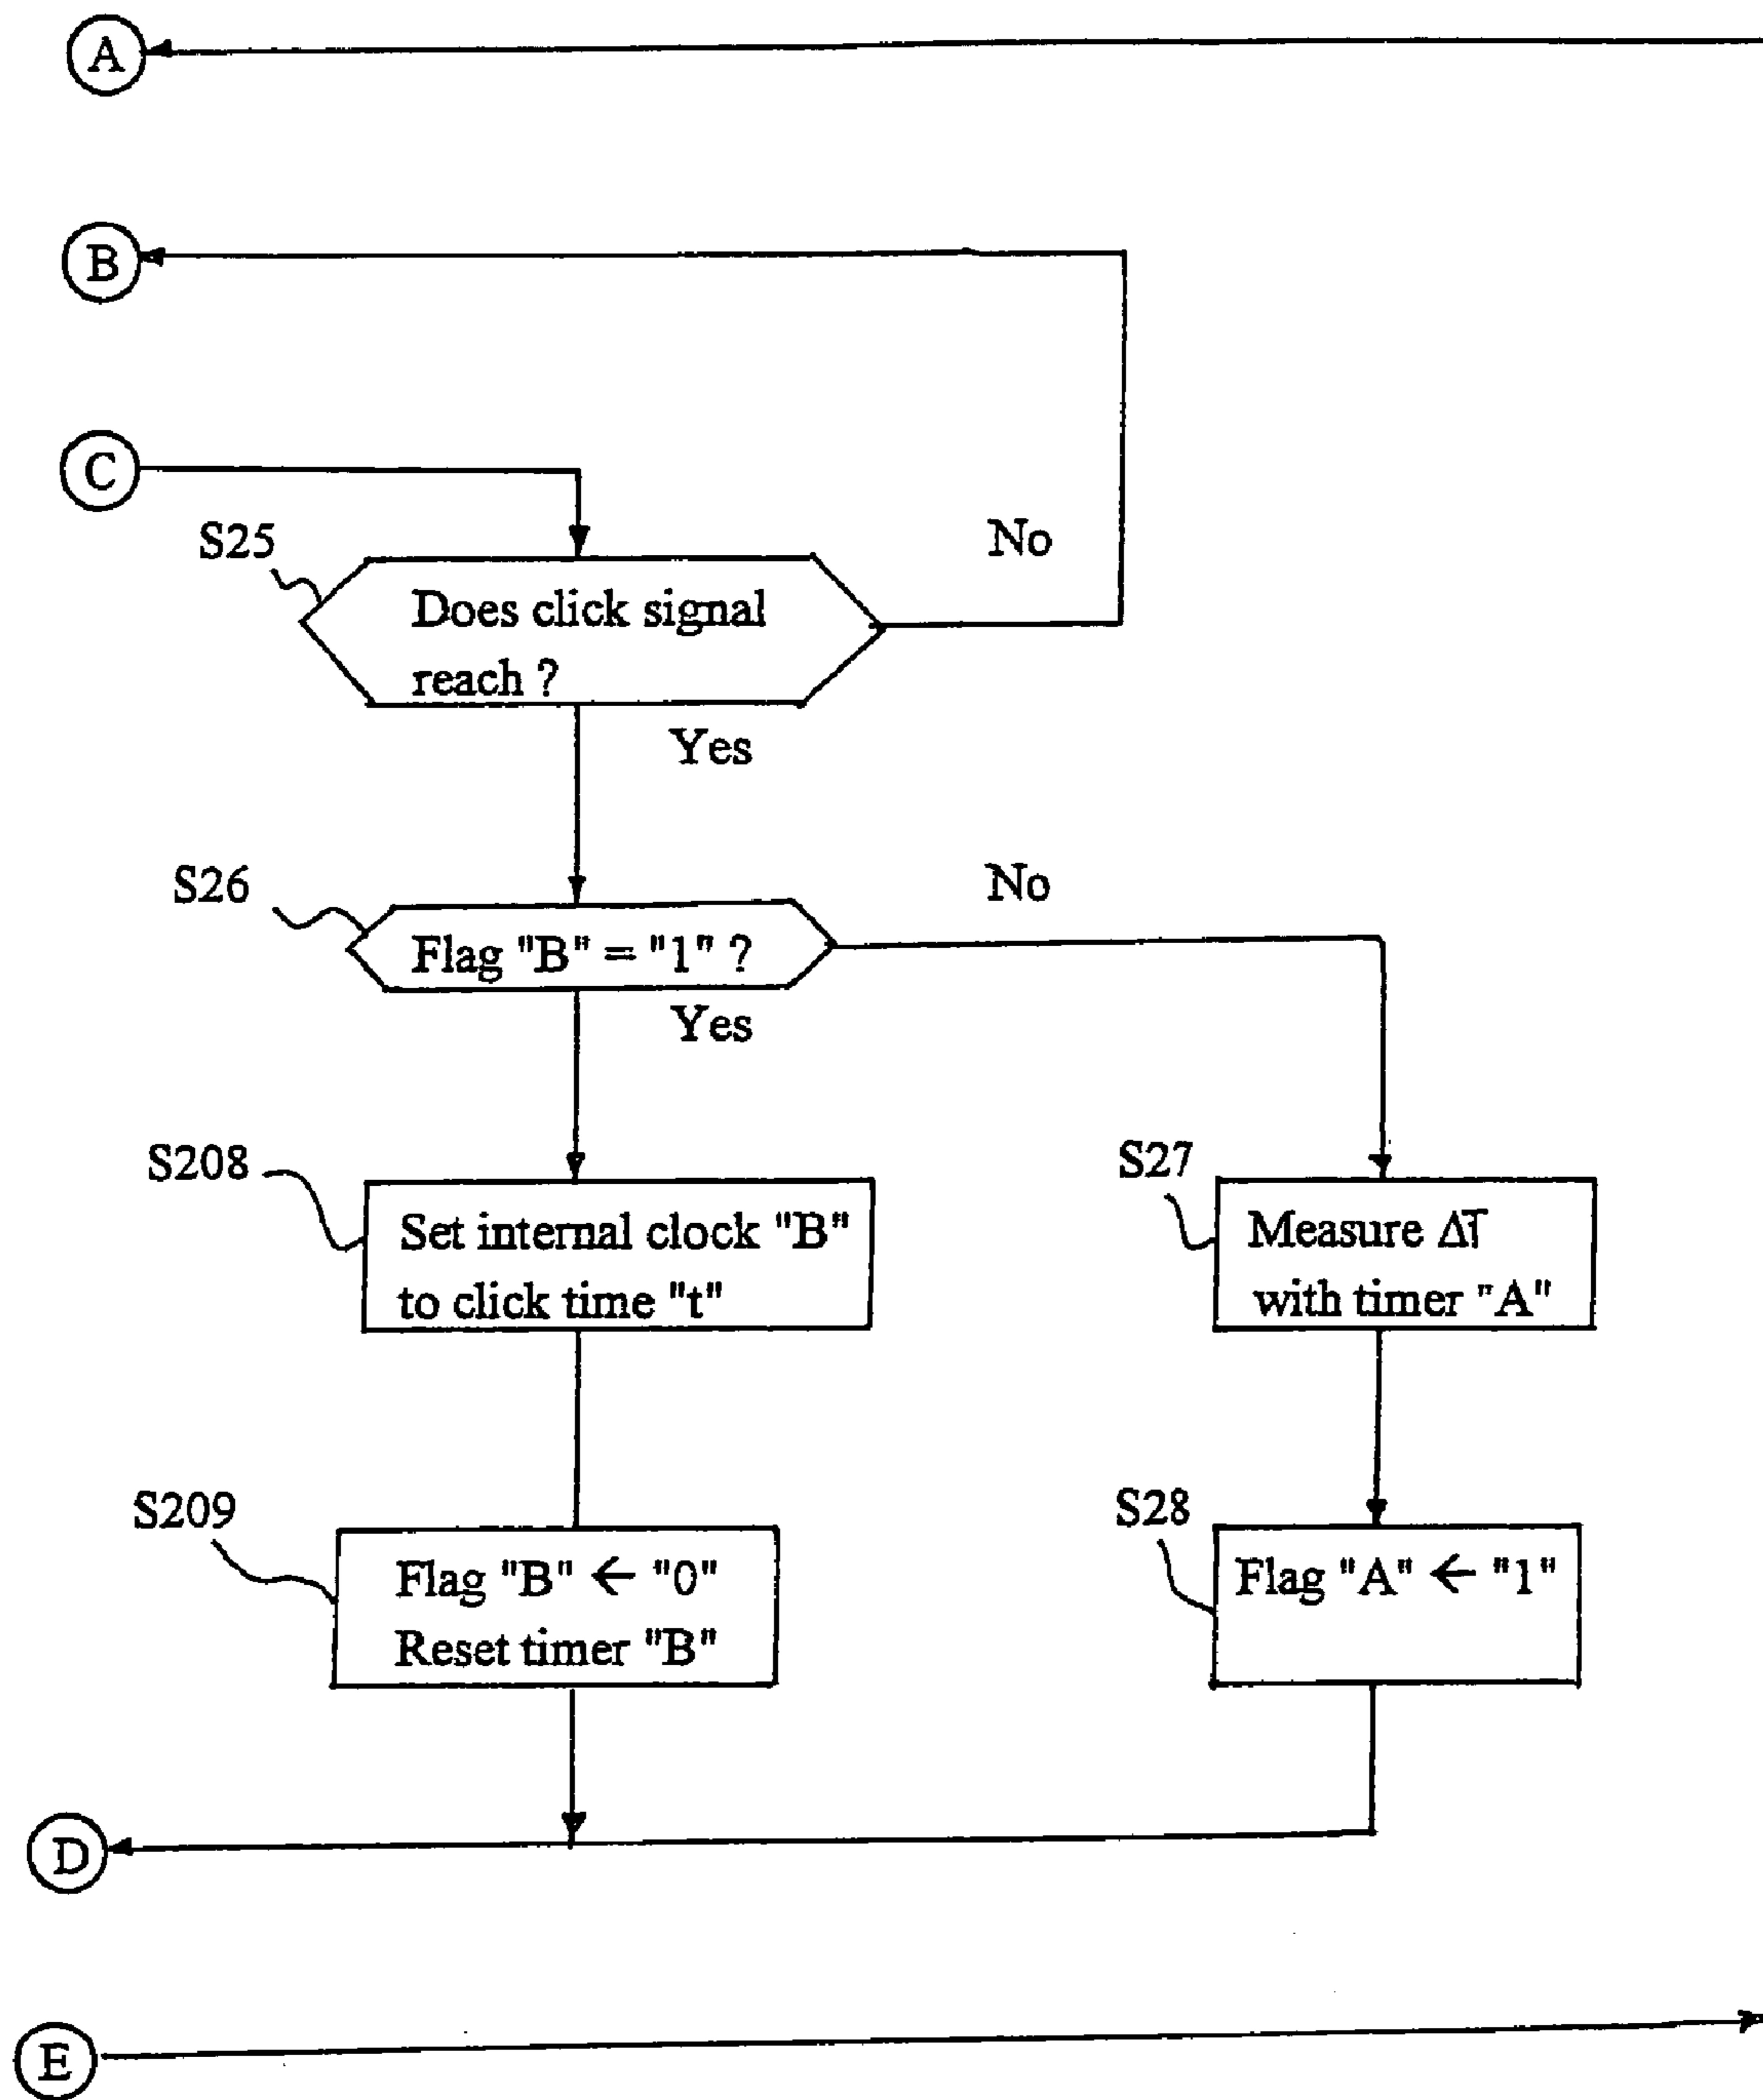 A
B
C
S25
No
Does click signal
reach ?
Yes
S26
No
Flag "B" = "1" ?
Yes
S208
Set internal clock "B"
to click time "t"
S27
Measure ΔT
with timer "A"
S209
Flag "B" ← "0"
Reset timer "B"
S28
Flag "A" ← "1"
D
E